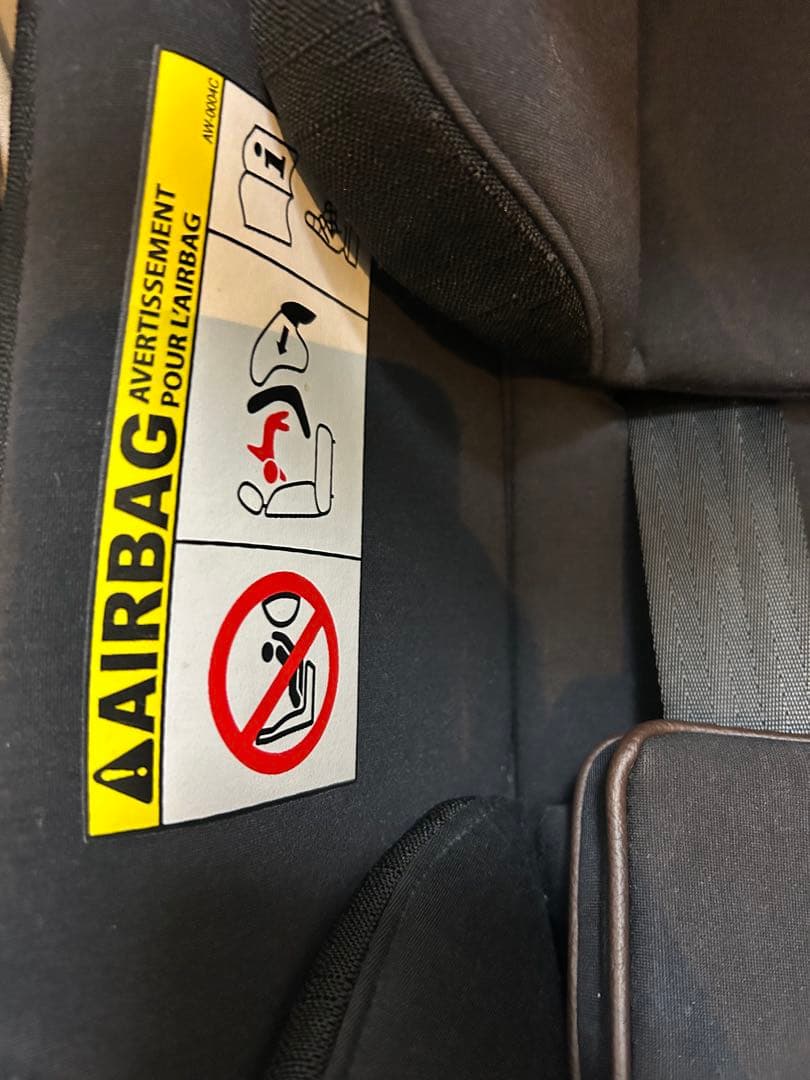 AIRBAG
AVERTISSEMENT
POUR L'AIRBAG
AW-0004C
i